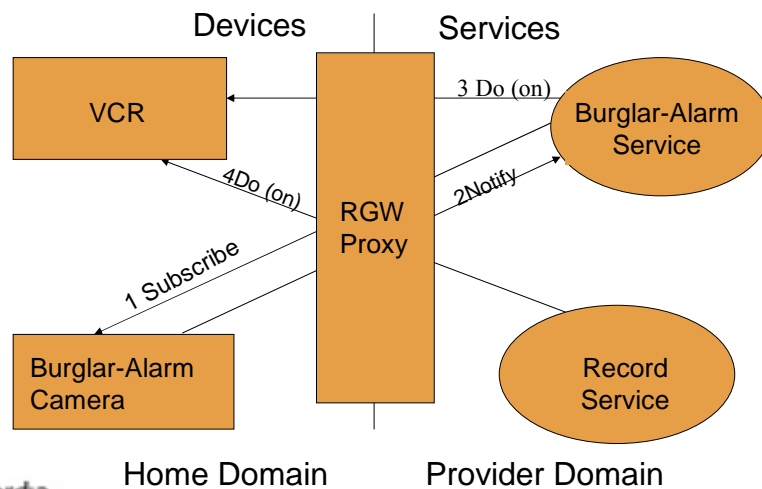 Devices
Services
VCR
3 Do (on)
Burglar-Alarm
Service
4Do (on)
2Notify
RGW
Proxy
1 Subscribe
Burglar-Alarm
Camera
Record
Service
Home Domain
Provider Domain